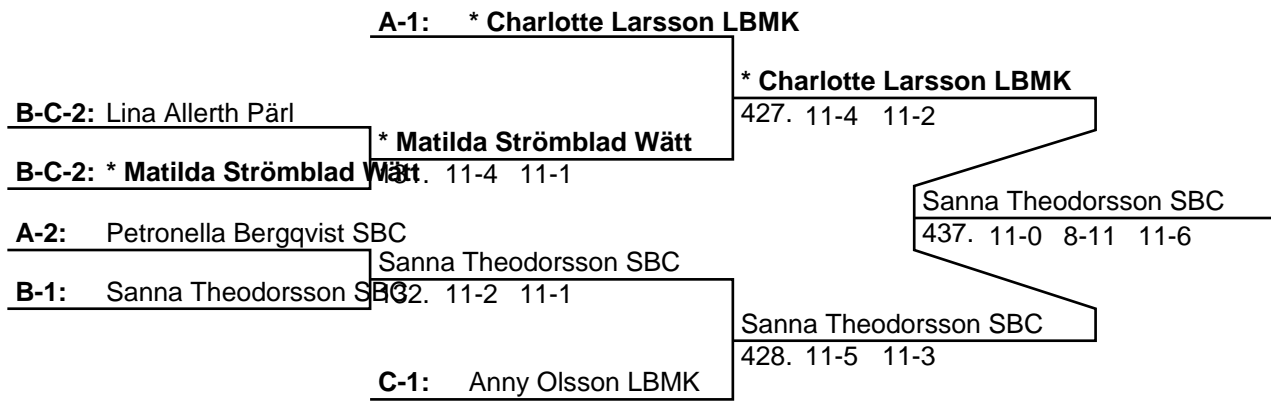 A-1: * Charlotte Larsson LBMK
* Charlotte Larsson LBMK
B-C-2: Lina Allerth Pärl
427. 11-4 11-2
* Matilda Strömblad Wätt
B-C-2: * Matilda Strömblad Wätt
131. 11-4 11-1
Sanna Theodorsson SBC
A-2: Petronella Bergqvist SBC
437. 11-0 8-11 11-6
Sanna Theodorsson SBC
B-1: Sanna Theodorsson SBC
132. 11-2 11-1
Sanna Theodorsson SBC
428. 11-5 11-3
C-1: Anny Olsson LBMK